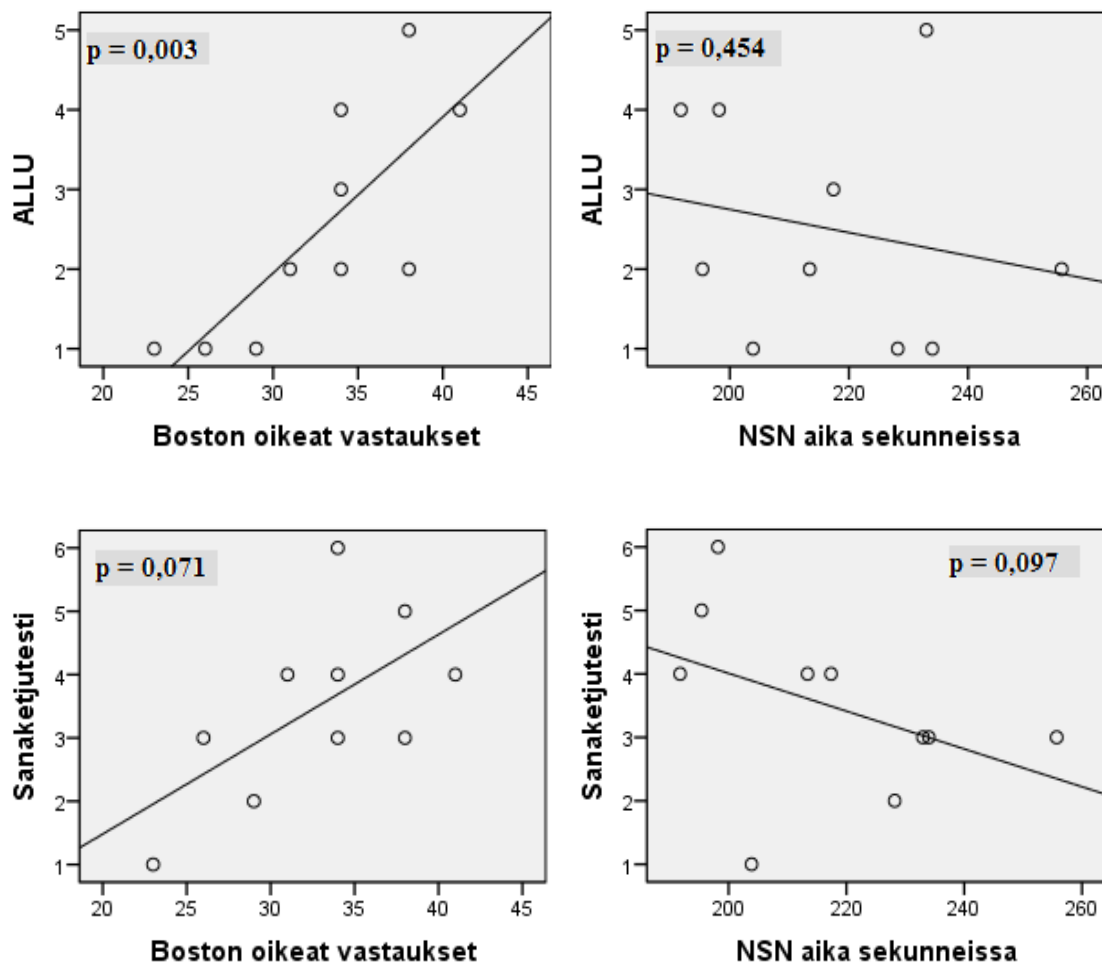 p = 0,003
ALLU
5
4
3
2
1
20 25 30 35 40 45
Boston oikeat vastaukset
p = 0,454
ALLU
5
4
3
2
1
200 220 240 260
NSN aika sekunneissa
p = 0,071
Sanaketjutesti
6
5
4
3
2
1
20 25 30 35 40 45
Boston oikeat vastaukset
p = 0,097
Sanaketjutesti
6
5
4
3
2
1
200 220 240 260
NSN aika sekunneissa